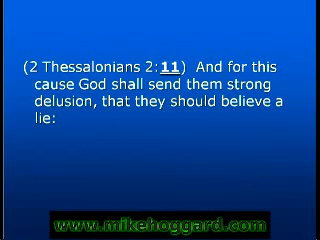 (2 Thessalonians 2:11)  And for this
cause God shall send them strong
delusion, that they should believe a
lie:
www.mikehoggard.com